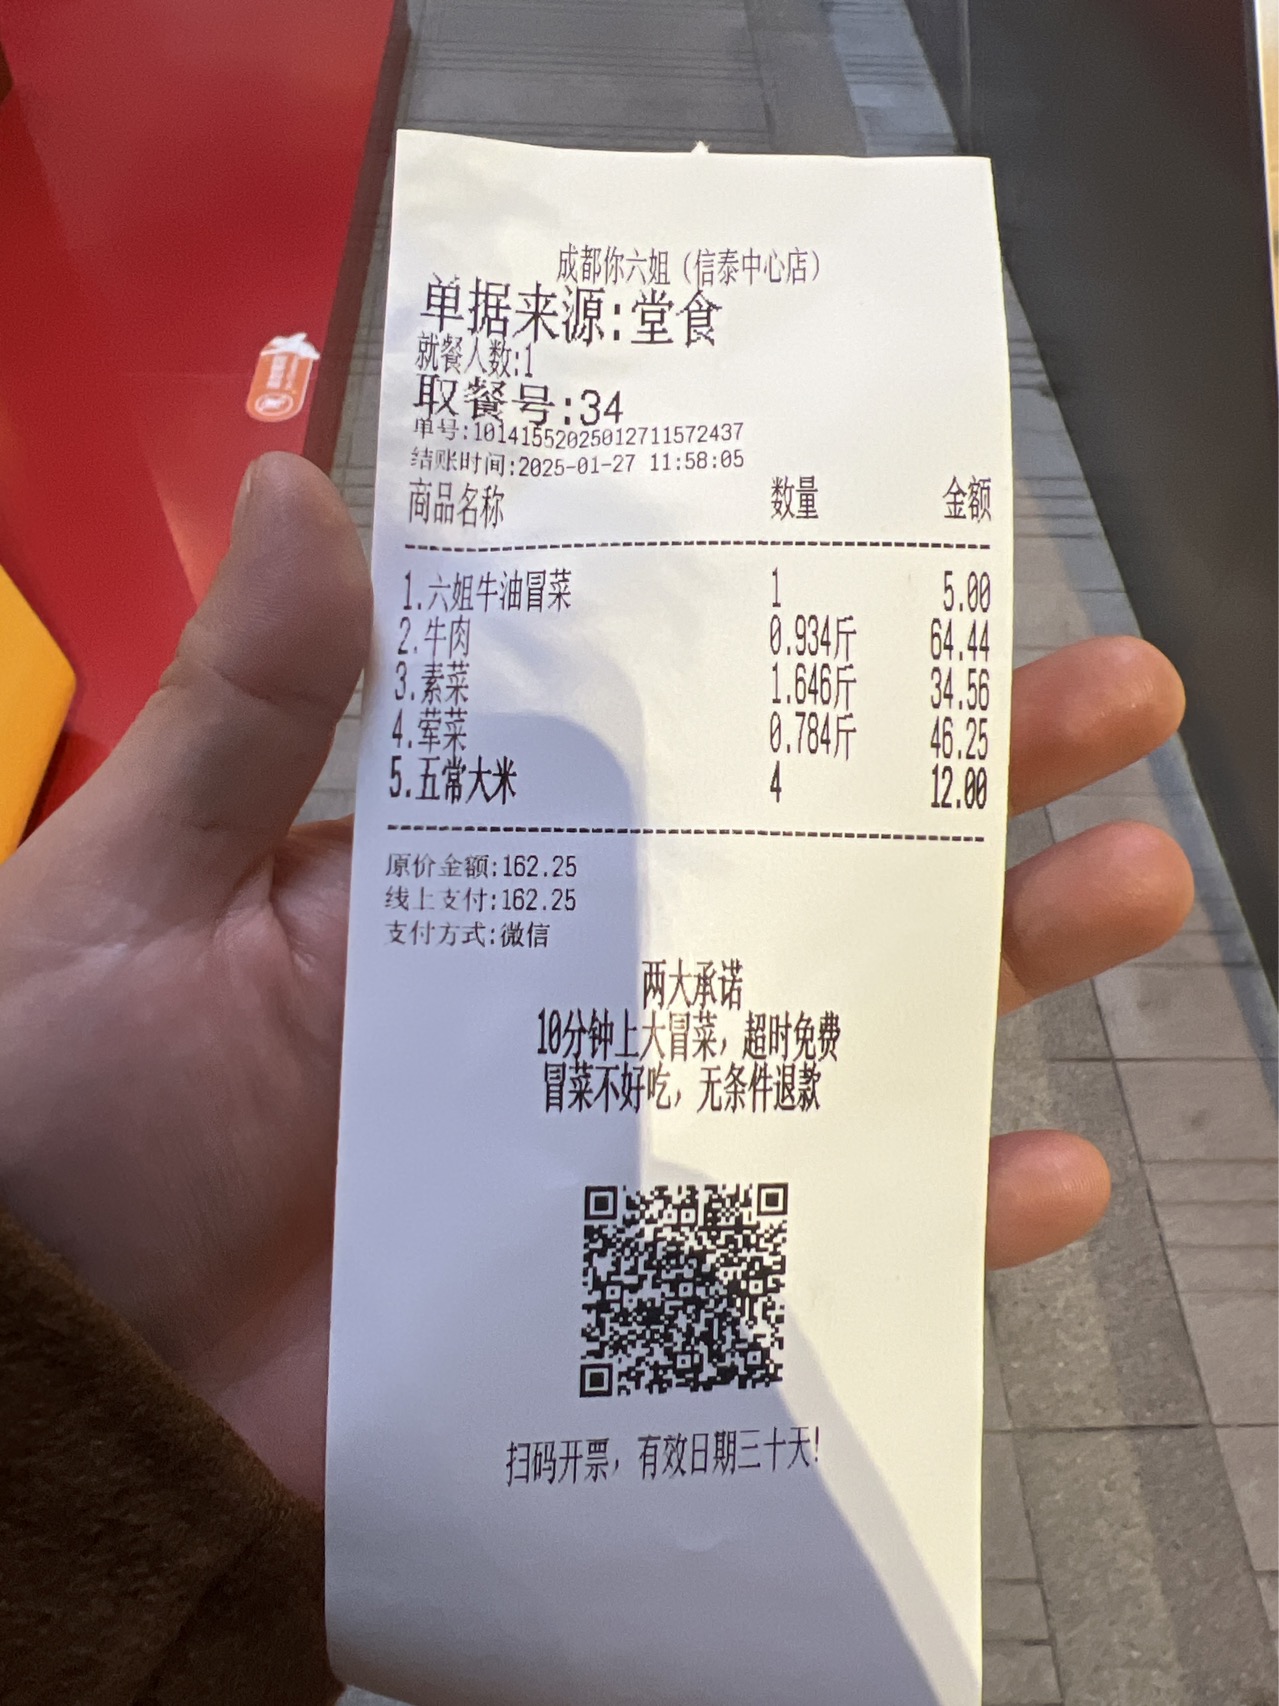 成都你六姐（信泰中心店）
单据来源:堂食
就餐人数:1
取餐号:34
单号:10141552025012711572437
结账时间:2025-01-27 11:58:05
商品名称 数量 金额
1.六姐牛油冒菜 1 5.00
2.牛肉 0.934斤 64.44
3.素菜 1.646斤 34.56
4.荤菜 0.784斤 46.25
5.五常大米 4 12.00
原价金额:162.25
线上支付:162.25
支付方式:微信
两大承诺
10分钟上大冒菜，超时免费
冒菜不好吃，无条件退款
扫码开票，有效日期三十天!